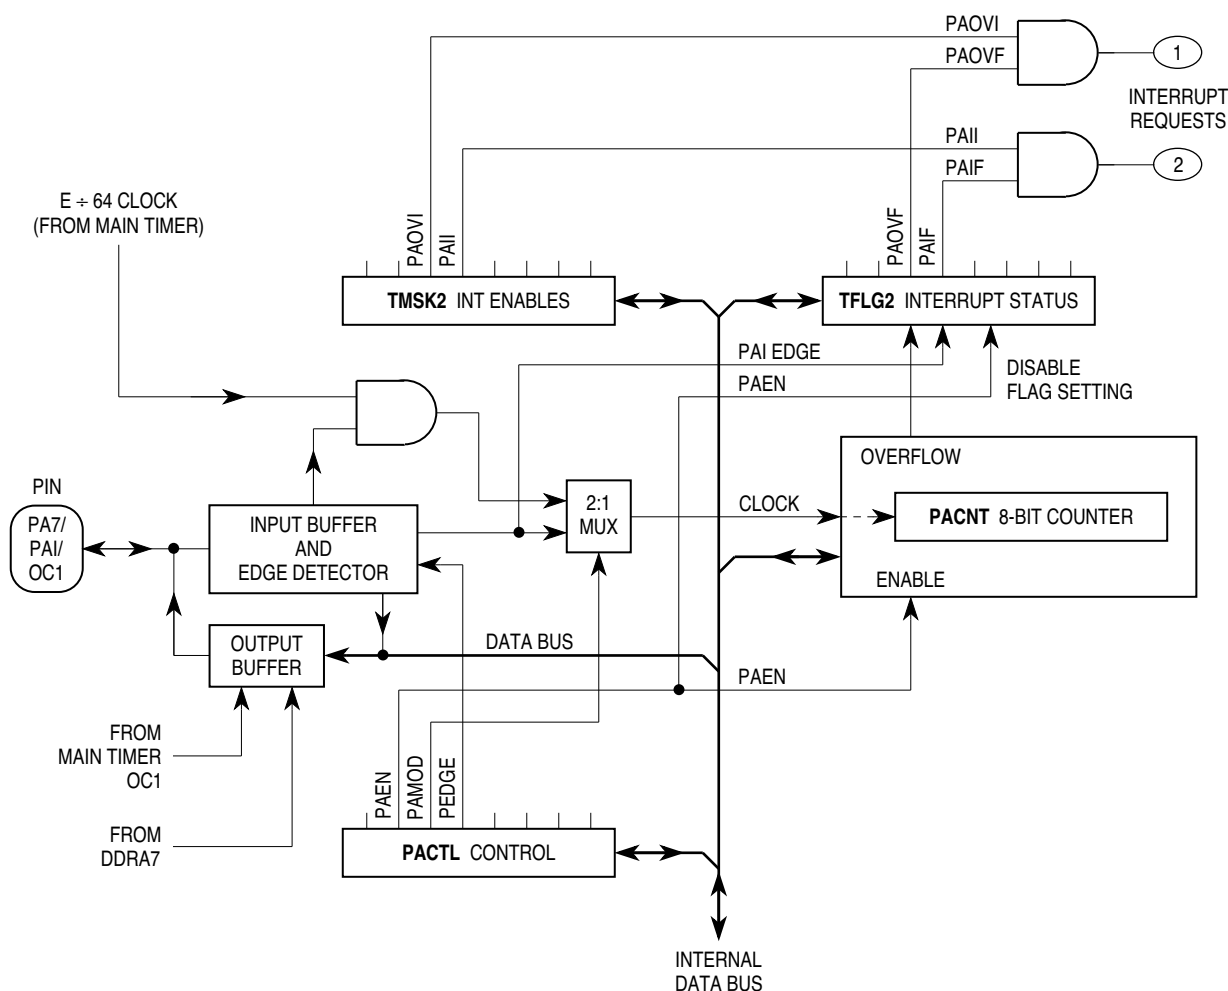 PAOVI
PAOVF
1
INTERRUPT
REQUESTS
PAII
PAIF
2
E ÷ 64 CLOCK
(FROM MAIN TIMER)
PAOVI
PAII
PAOVF
PAIF
TMSK2 INT ENABLES
TFLG2 INTERRUPT STATUS
PAI EDGE
PAEN
DISABLE
FLAG SETTING
OVERFLOW
PIN
PA7/
PAI/
OC1
INPUT BUFFER
AND
EDGE DETECTOR
2:1
MUX
CLOCK
PACNT 8-BIT COUNTER
ENABLE
OUTPUT
BUFFER
DATA BUS
PAEN
FROM
MAIN TIMER
OC1
PAEN
PAMOD
PEDGE
FROM
DDRA7
PACTL CONTROL
INTERNAL
DATA BUS